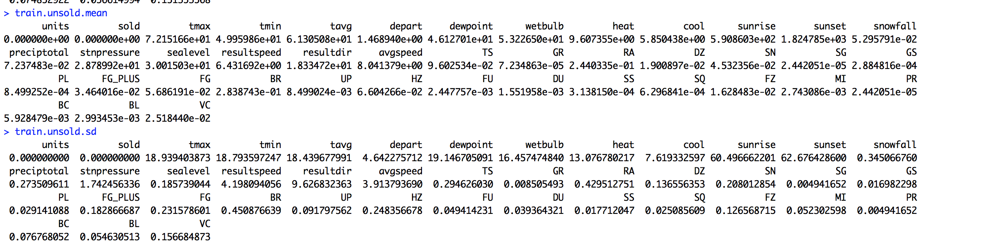 > train.unsold.mean
units sold tmax tmin tavg depart dewpoint wetbulb heat cool sunrise sunset snowfall
0.000000e+00 0.000000e+00 7.215166e+01 4.995986e+01 6.130508e+01 1.468940e+00 4.612701e+01 5.322650e+01 9.607355e+00 5.850438e+00 5.908603e+02 1.824785e+03 5.295791e-02
preciptotal stnpressure sealevel resultspeed resultdir avgspeed TS GR RA DZ SN SG GS
7.237483e-02 2.878992e+01 3.001503e+01 6.431692e+00 1.833472e+01 8.041379e+00 9.602534e-02 7.234863e-05 2.440335e-01 1.900897e-02 4.532356e-02 2.442051e-05 2.884816e-04
PL FG_PLUS FG BR UP HZ FU DU SS SQ FZ MI PR
8.499252e-04 3.464016e-02 5.686191e-02 2.838743e-01 8.499024e-03 6.604266e-02 2.447757e-03 1.551958e-03 3.138150e-04 6.296841e-04 1.628483e-02 2.743086e-03 2.442051e-05
BC BL VC
5.928479e-03 2.993453e-03 2.518440e-02
> train.unsold.sd
units sold tmax tmin tavg depart dewpoint wetbulb heat cool sunrise sunset snowfall
0.000000000 0.000000000 18.939403873 18.793597247 18.439677991 4.642275712 19.146705091 16.457474840 13.076780217 7.619332597 60.496662201 62.676428600 0.345066760
preciptotal stnpressure sealevel resultspeed resultdir avgspeed TS GR RA DZ SN SG GS
0.273509611 1.742456336 0.185739044 4.198094056 9.626832363 3.913793690 0.294626030 0.008505493 0.429512751 0.136556353 0.208012854 0.004941652 0.016982298
PL FG_PLUS FG BR UP HZ FU DU SS SQ FZ MI PR
0.029141088 0.182866687 0.231578601 0.450876639 0.091797562 0.248356678 0.049414231 0.039364321 0.017712047 0.025085609 0.126568715 0.052302598 0.004941652
BC BL VC
0.076768052 0.054630513 0.156684873